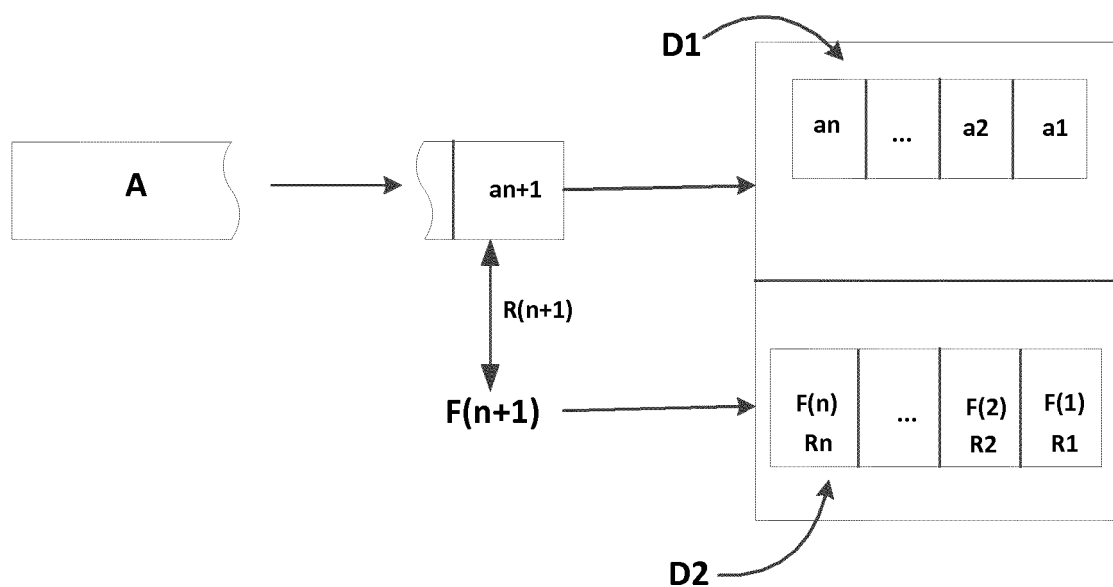 D1
an ... a2 a1
A
an+1
R(n+1)
F(n+1)
F(n) ... F(2) F(1)
Rn R2 R1
D2